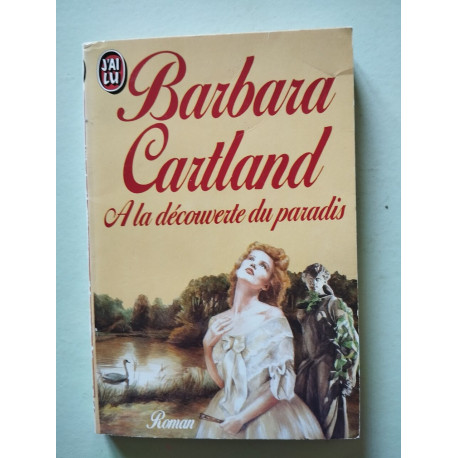 J'AI
LU
Barbara
Cartland
A la découverte du paradis
Roman